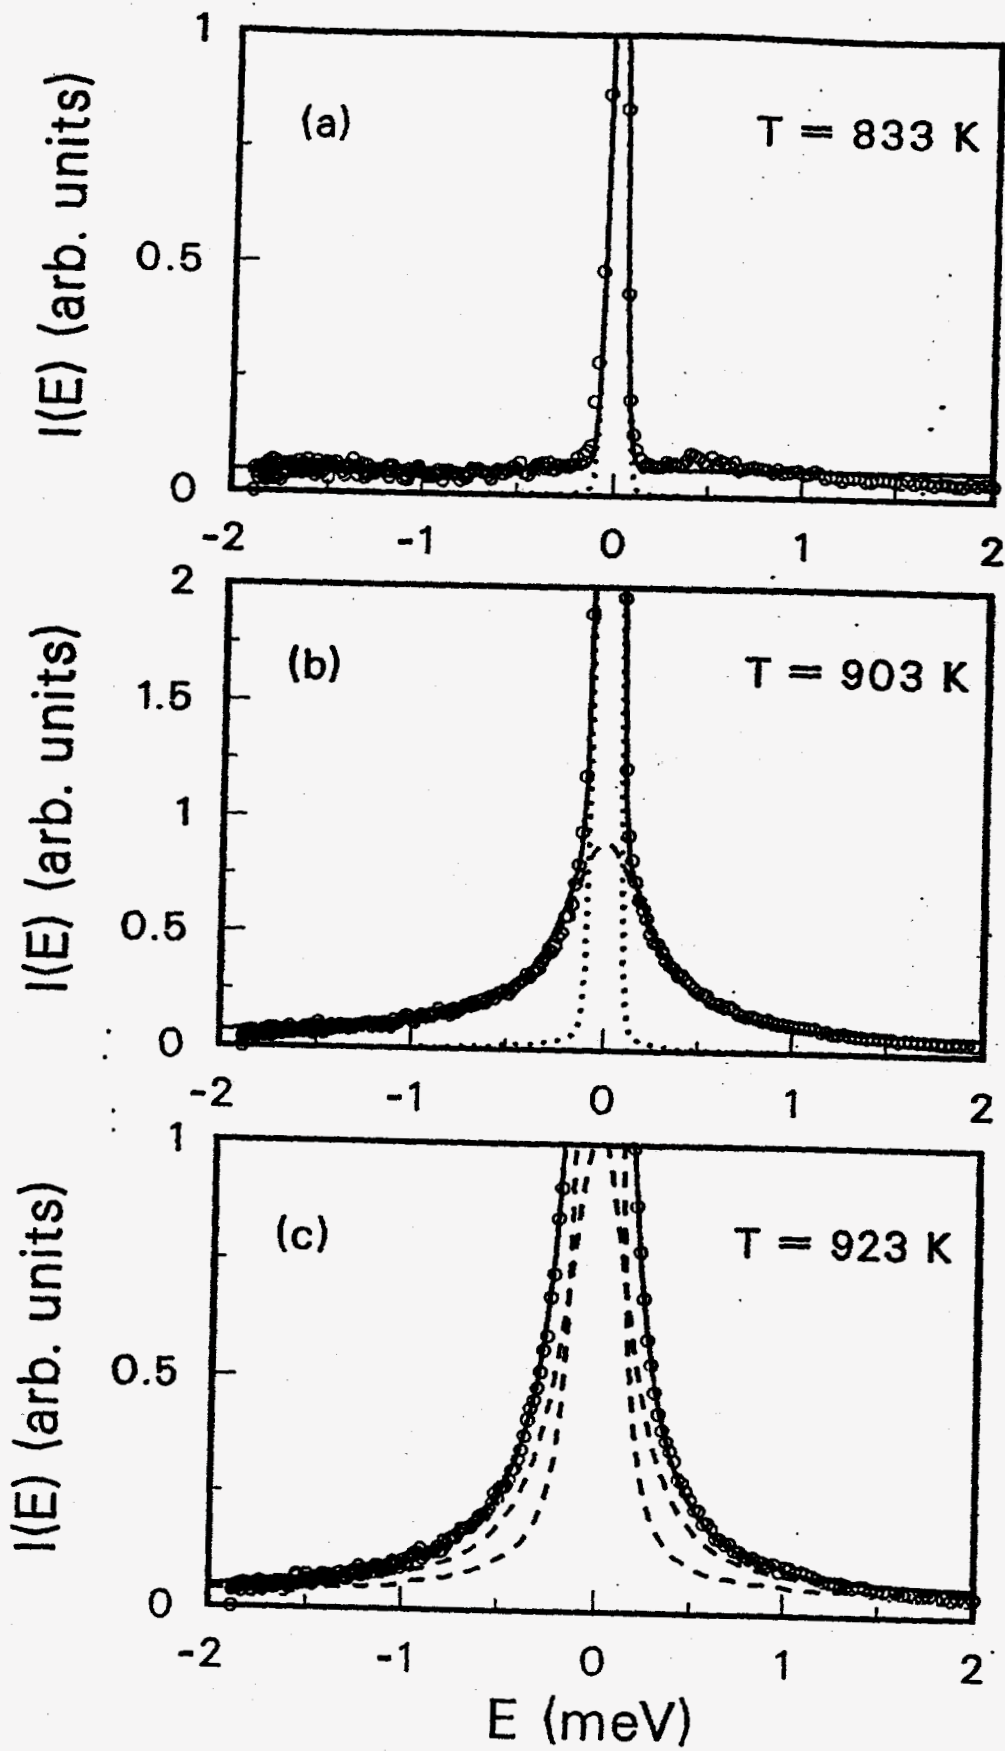 1
(a)
T = 833 K
I(E) (arb. units)
0.5
0
-2 -1 0 1 2
2
(b)
T = 903 K
1.5
I(E) (arb. units)
1
0.5
0
-2 -1 0 1 2
1
(c)
T = 923 K
I(E) (arb. units)
0.5
0
-2 -1 0 1 2
E (meV)